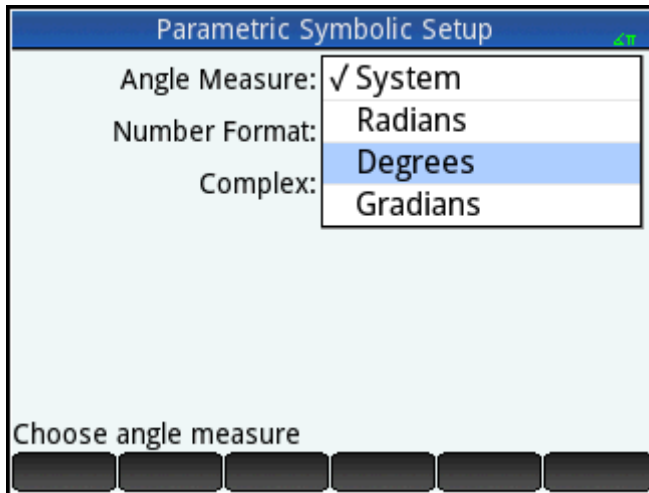 Parametric Symbolic Setup
∡π
Angle Measure: √ System
Radians
Number Format:
Degrees
Complex:
Gradians
Choose angle measure